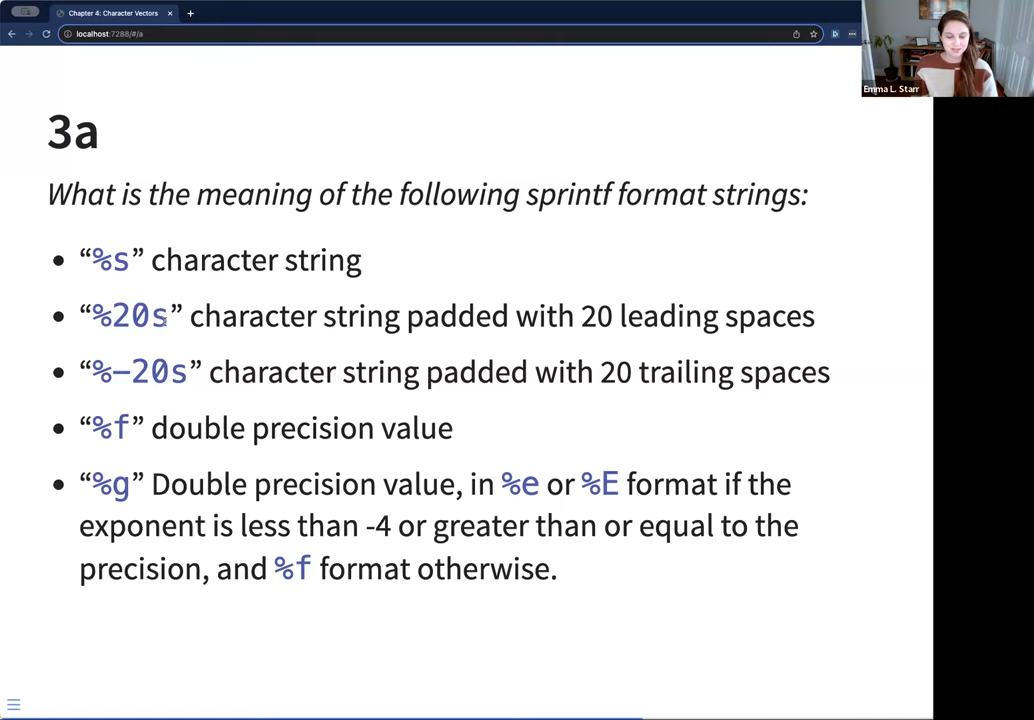 Chapter 4: Character Vectors
localhost:7288/#/a
Emma L. Starr
3a
What is the meaning of the following sprintf format strings:
• “%s” character string
• “%20s” character string padded with 20 leading spaces
• “%-20s” character string padded with 20 trailing spaces
• “%f” double precision value
• “%g” Double precision value, in %e or %E format if the
exponent is less than -4 or greater than or equal to the
precision, and %f format otherwise.